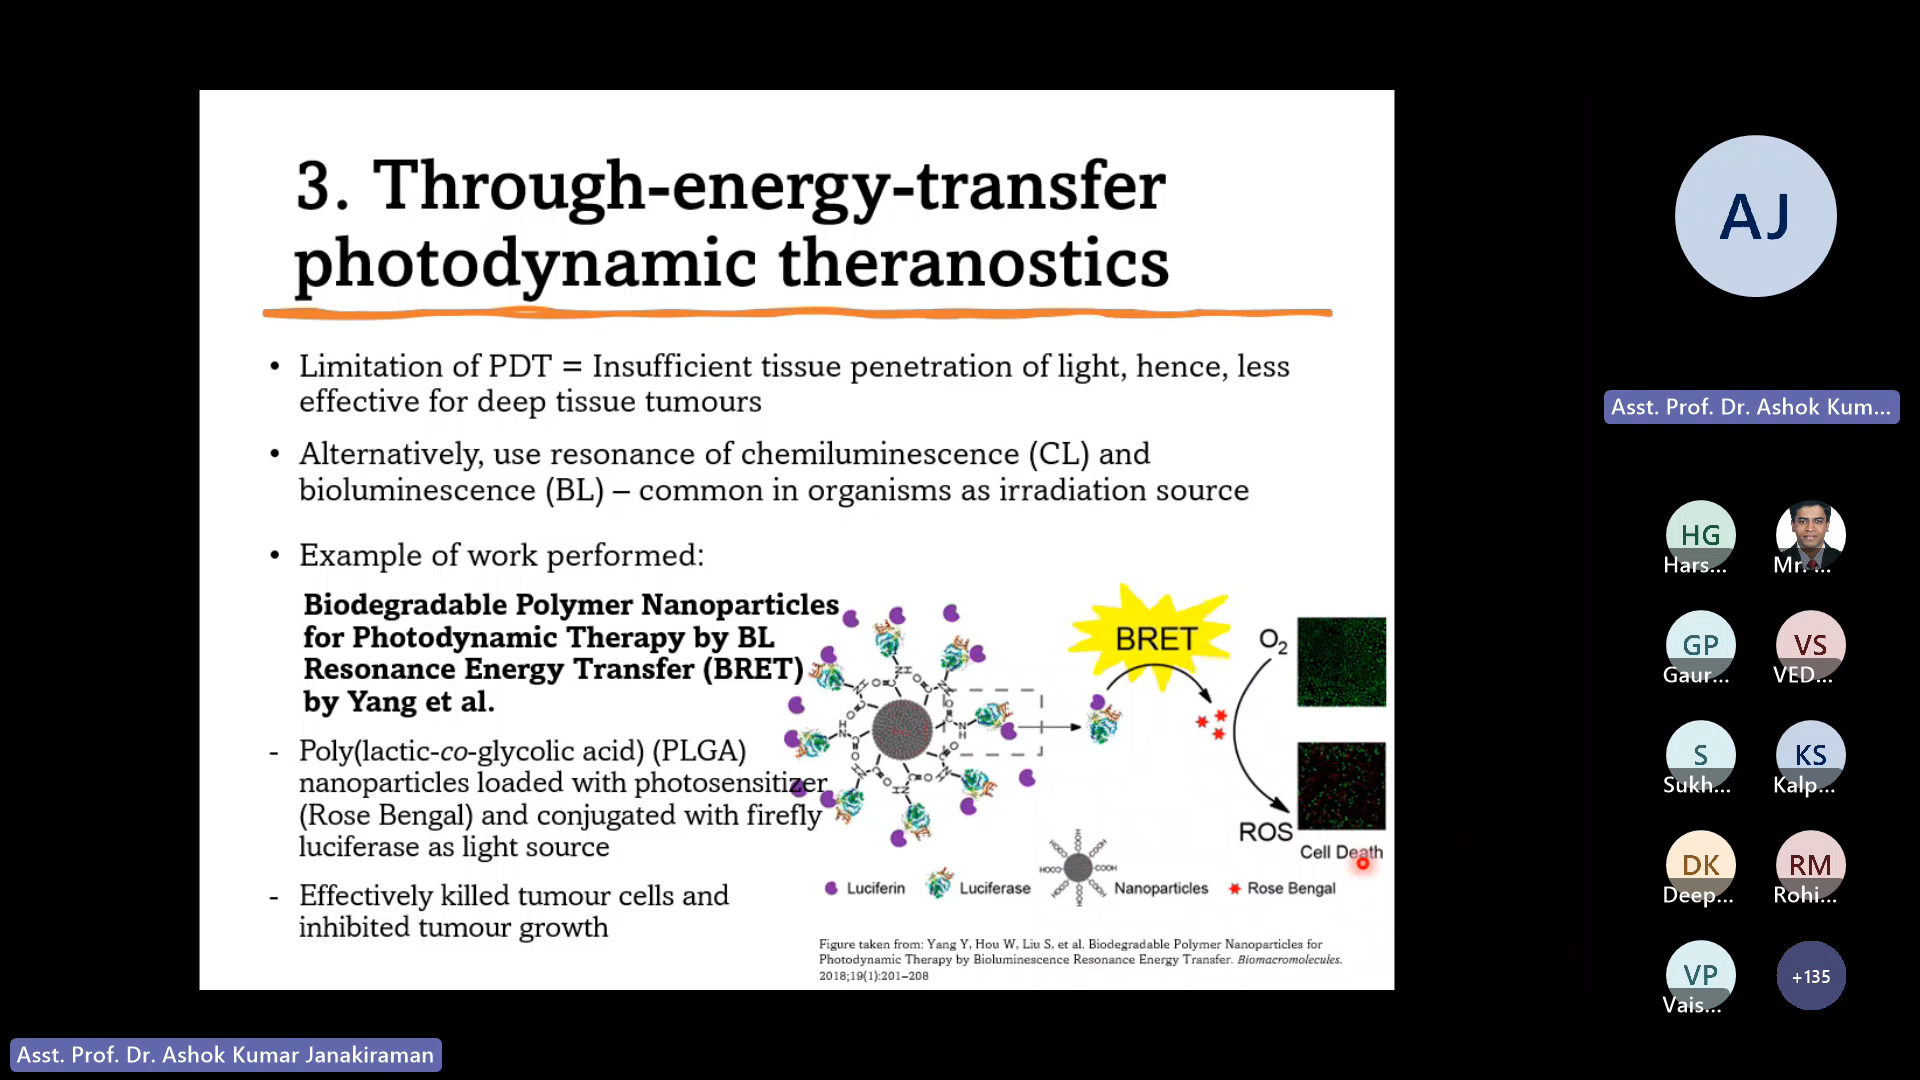 3. Through-energy-transfer
photodynamic theranostics
• Limitation of PDT = Insufficient tissue penetration of light, hence, less
effective for deep tissue tumours
• Alternatively, use resonance of chemiluminescence (CL) and
bioluminescence (BL) – common in organisms as irradiation source
• Example of work performed:
Biodegradable Polymer Nanoparticles
for Photodynamic Therapy by BL
Resonance Energy Transfer (BRET)
by Yang et al.
- Poly(lactic-co-glycolic acid) (PLGA)
nanoparticles loaded with photosensitizer
(Rose Bengal) and conjugated with firefly
luciferase as light source
- Effectively killed tumour cells and
inhibited tumour growth
BRET
O2
ROS
Cell Death
HOOC
COOH
Luciferin
Luciferase
Nanoparticles
Rose Bengal
Figure taken from: Yang Y, Hou W, Liu S, et al. Biodegradable Polymer Nanoparticles for
Photodynamic Therapy by Bioluminescence Resonance Energy Transfer. Biomacromolecules.
2018;19(1):201–208
AJ
Asst. Prof. Dr. Ashok Kum...
HG
Hars...
Mr. ...
GP
Gaur...
VS
VED...
S
Sukh...
KS
Kalp...
DK
Deep...
RM
Rohi...
VP
Vais...
+135
Asst. Prof. Dr. Ashok Kumar Janakiraman